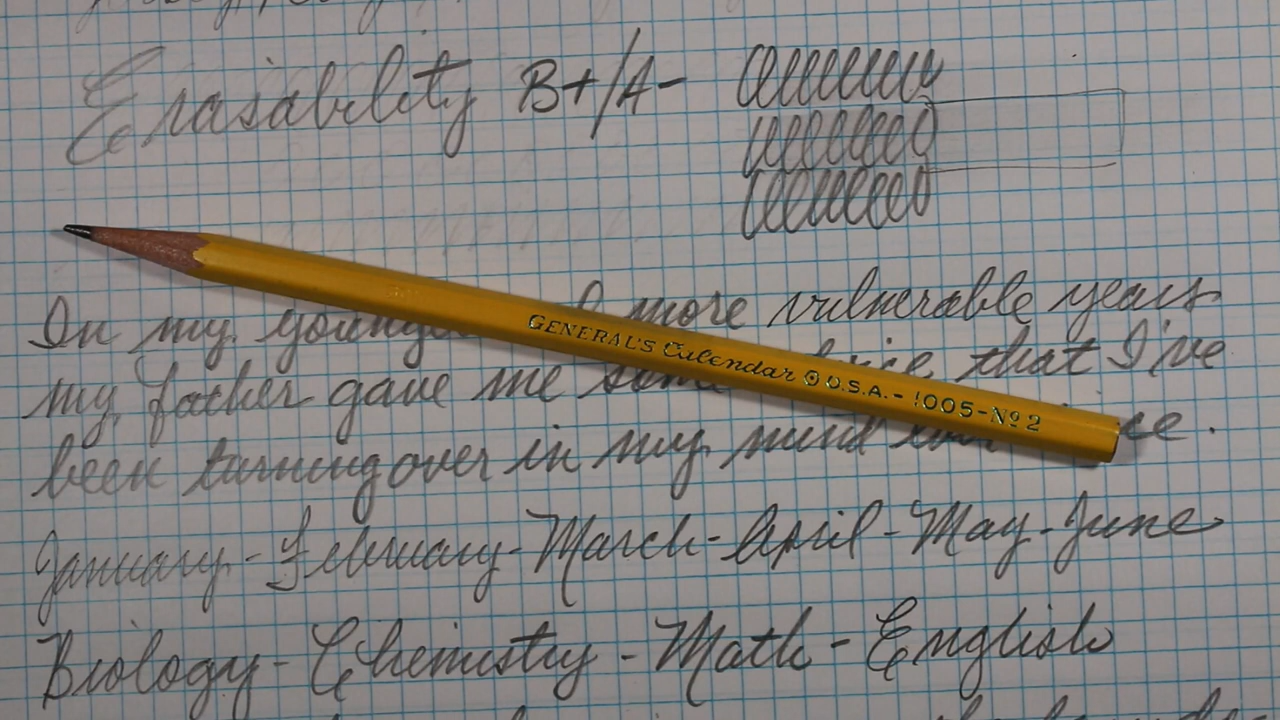 Erasability B+/A-
In my young more vulnerable years
my father gave me that I've
been turning over in my mind
January - February - March - April - May - June
Biology - Chemistry - Math - English
GENERAL'S Calendar U.S.A. - 1005 - No 2